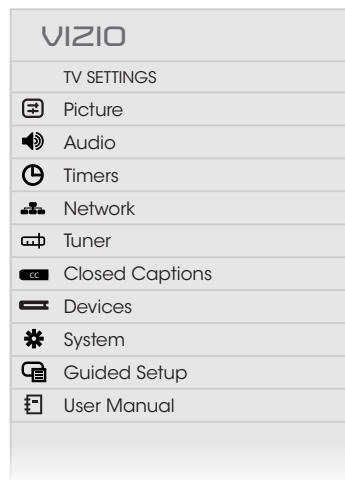 VIZIO
TV SETTINGS
Picture
Audio
Timers
Network
Tuner
CC Closed Captions
Devices
System
Guided Setup
User Manual